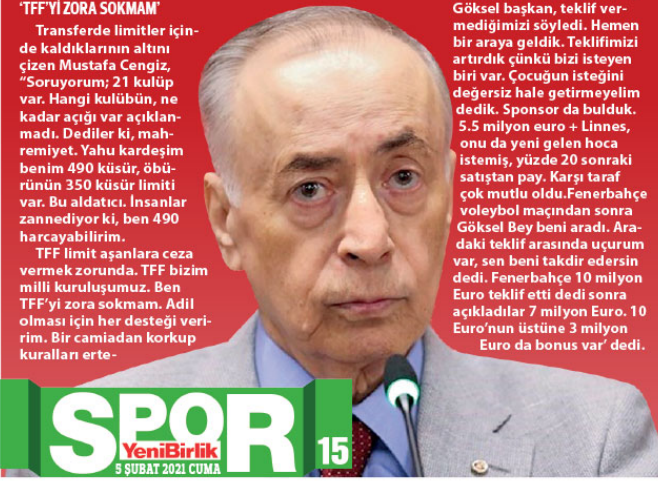 ‘TFF’Yİ ZORA SOKMAM’
Transferde limitler için-
de kaldıklarının altını
çizen Mustafa Cengiz,
“Soruyorum; 21 kulüp
var. Hangi kulübün, ne
kadar açığı var açıklan-
madı. Dediler ki, mah-
remiyet. Yahu kardeşim
benim 490 küsür, öbü-
rünün 350 küsur limiti
var. Bu aldatıcı. İnsanlar
zannediyor ki, ben 490
harcayabilirim.
TFF limit aşanlara ceza
vermek zorunda. TFF bizim
milli kuruluşumuz. Ben
TFF’yi zora sokmam. Adil
olması için her desteği veri-
rim. Bir camiadan korkup
kuralları erte-
Göksel başkan, teklif ver-
mediğimizi söyledi. Hemen
bir araya geldik. Teklifimizi
artırdık çünkü bizi isteyen
biri var. Çocuğun isteğini
değersiz hale getirmeyelim
dedik. Sponsor da bulduk.
5.5 milyon euro + Linnes,
onu da yeni gelen hoca
istemiş, yüzde 20 sonraki
satıştan pay. Karşı taraf
çok mutlu oldu.Fenerbahçe
voleybol maçından sonra
Göksel Bey beni aradı. Ara-
daki teklif arasında uçurum
var, sen beni takdir edersin
dedi. Fenerbahçe 10 milyon
Euro teklif etti dedi sonra
açıkladılar 7 milyon Euro. 10
Euro’nun üstüne 3 milyon
Euro da bonus var’ dedi.
SPOR
YeniBirlik
5 ŞUBAT 2021 CUMA
15